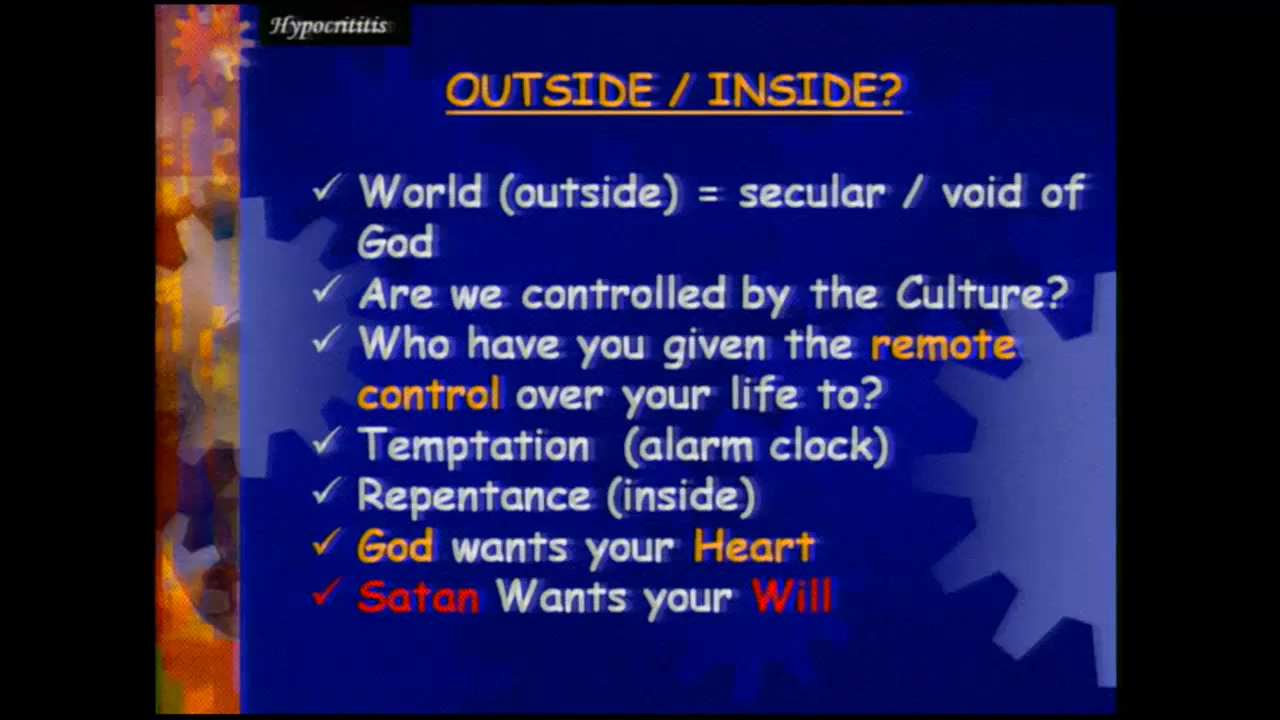 Hypocrititis
OUTSIDE / INSIDE?
✓ World (outside) = secular / void of
God
✓ Are we controlled by the Culture?
✓ Who have you given the remote
control over your life to?
✓ Temptation (alarm clock)
✓ Repentance (inside)
✓ God wants your Heart
✓ Satan Wants your Will